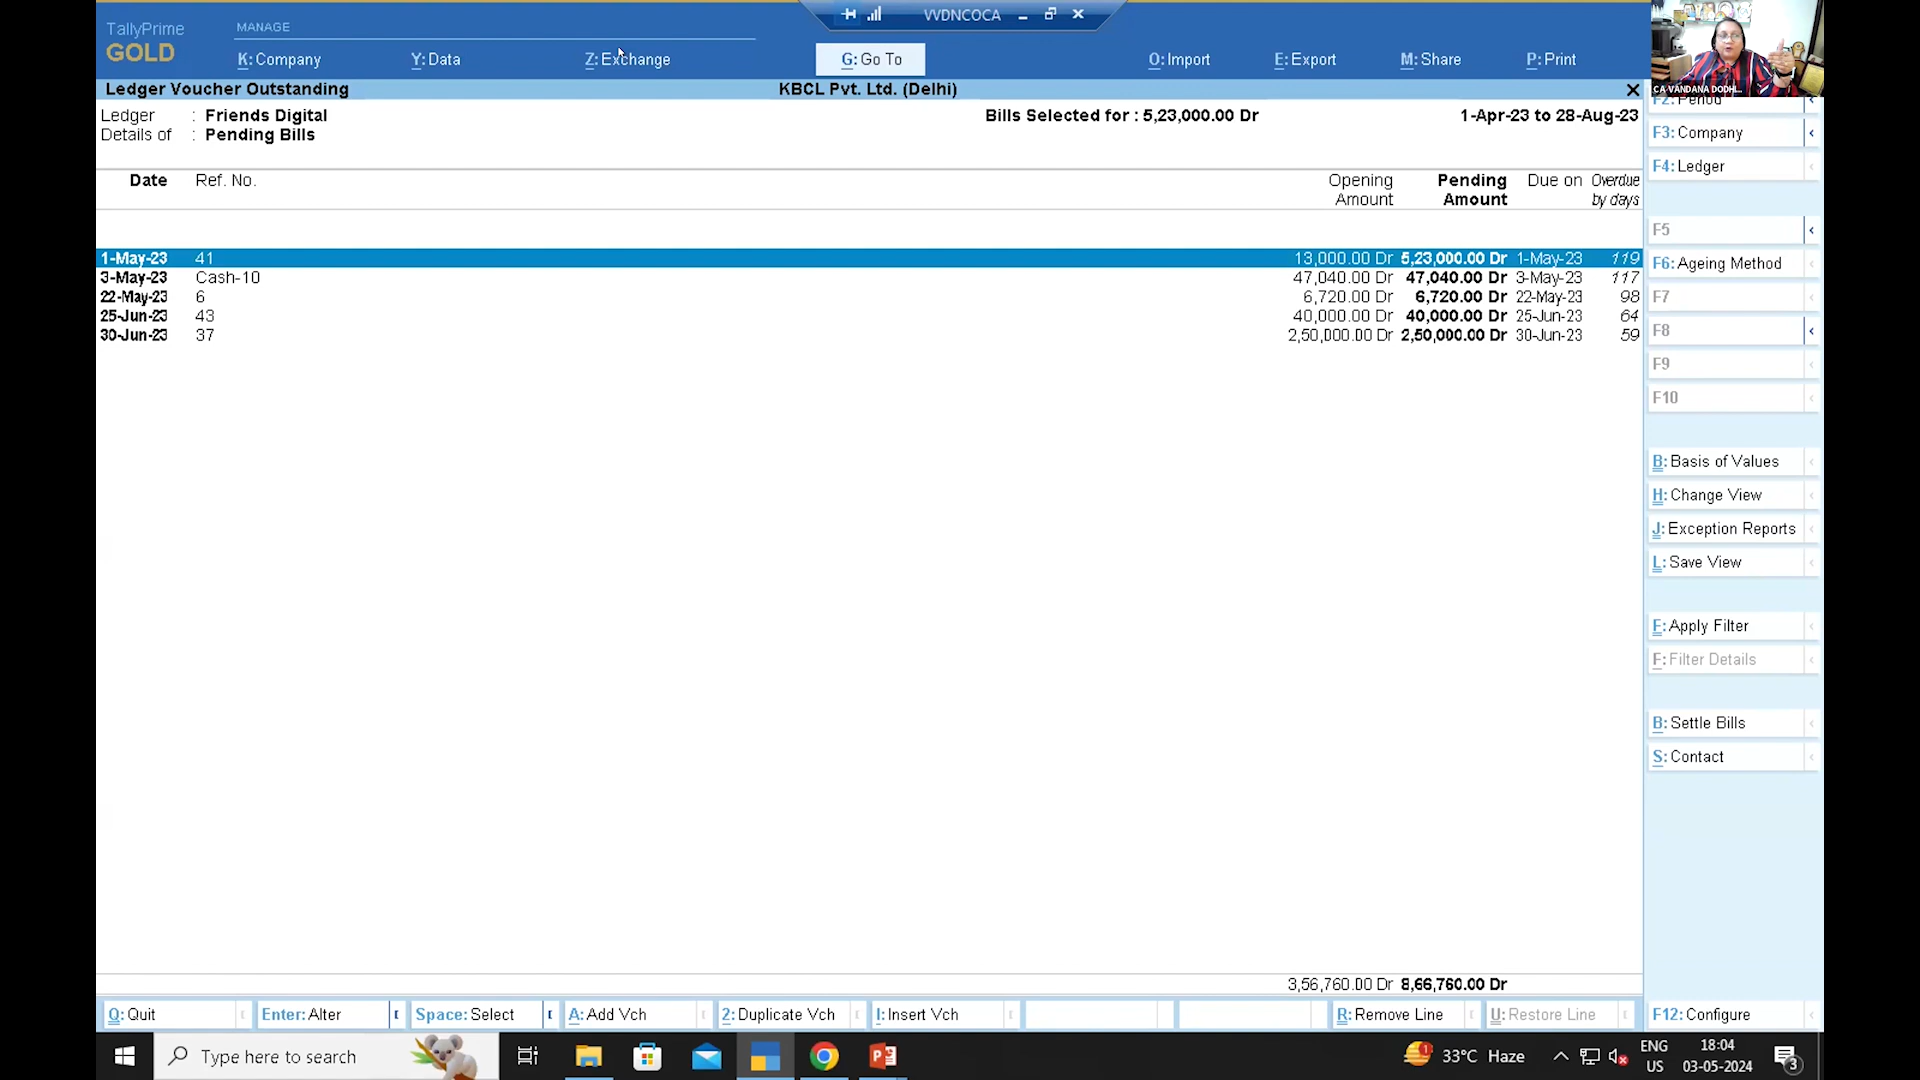 TallyPrime
GOLD
MANAGE
K: Company
Y: Data
Z: Exchange
G: Go To
O: Import
E: Export
M: Share
P: Print
VVDNCOCA
CA VANDANA DODH...
Ledger Voucher Outstanding
KBCL Pvt. Ltd. (Delhi)
Ledger : Friends Digital
Bills Selected for : 5,23,000.00 Dr
1-Apr-23 to 28-Aug-23
Details of : Pending Bills
Date Ref. No. Opening Pending Due on Overdue
Amount Amount by days
1-May-23 41 13,000.00 Dr 5,23,000.00 Dr 1-May-23 119
3-May-23 Cash-10 47,040.00 Dr 47,040.00 Dr 3-May-23 117
22-May-23 6 6,720.00 Dr 6,720.00 Dr 22-May-23 98
25-Jun-23 43 40,000.00 Dr 40,000.00 Dr 25-Jun-23 64
30-Jun-23 37 2,50,000.00 Dr 2,50,000.00 Dr 30-Jun-23 59
3,56,760.00 Dr 8,66,760.00 Dr
F2: Period
F3: Company
F4: Ledger
F5
F6: Ageing Method
F7
F8
F9
F10
B: Basis of Values
H: Change View
J: Exception Reports
L: Save View
F: Apply Filter
F: Filter Details
B: Settle Bills
S: Contact
F12: Configure
Q: Quit
Enter: Alter
Space: Select
A: Add Vch
2: Duplicate Vch
I: Insert Vch
R: Remove Line
U: Restore Line
Type here to search
1
33°C Haze
ENG
US
18:04
03-05-2024
3